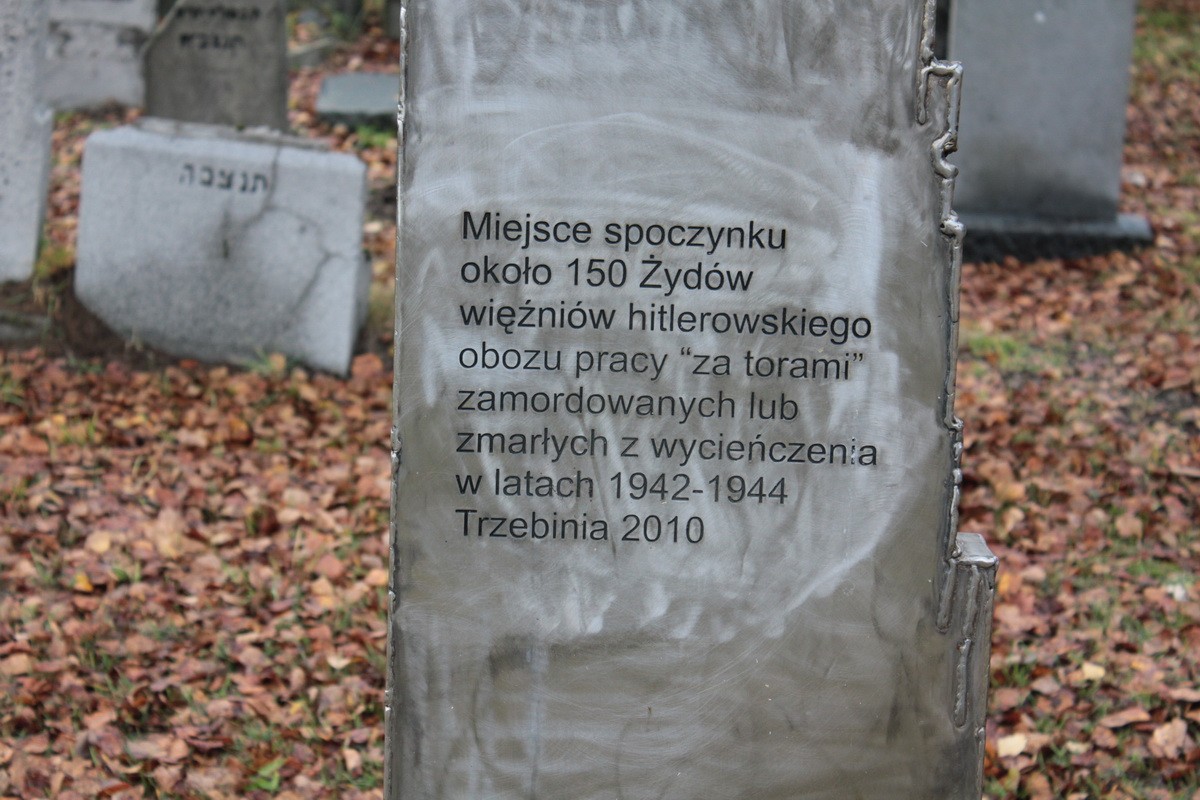 תנצבה
Miejsce spoczynku
około 150 Żydów
więźniów hitlerowskiego
obozu pracy “za torami”
zamordowanych lub
zmarłych z wycieńczenia
w latach 1942-1944
Trzebinia 2010